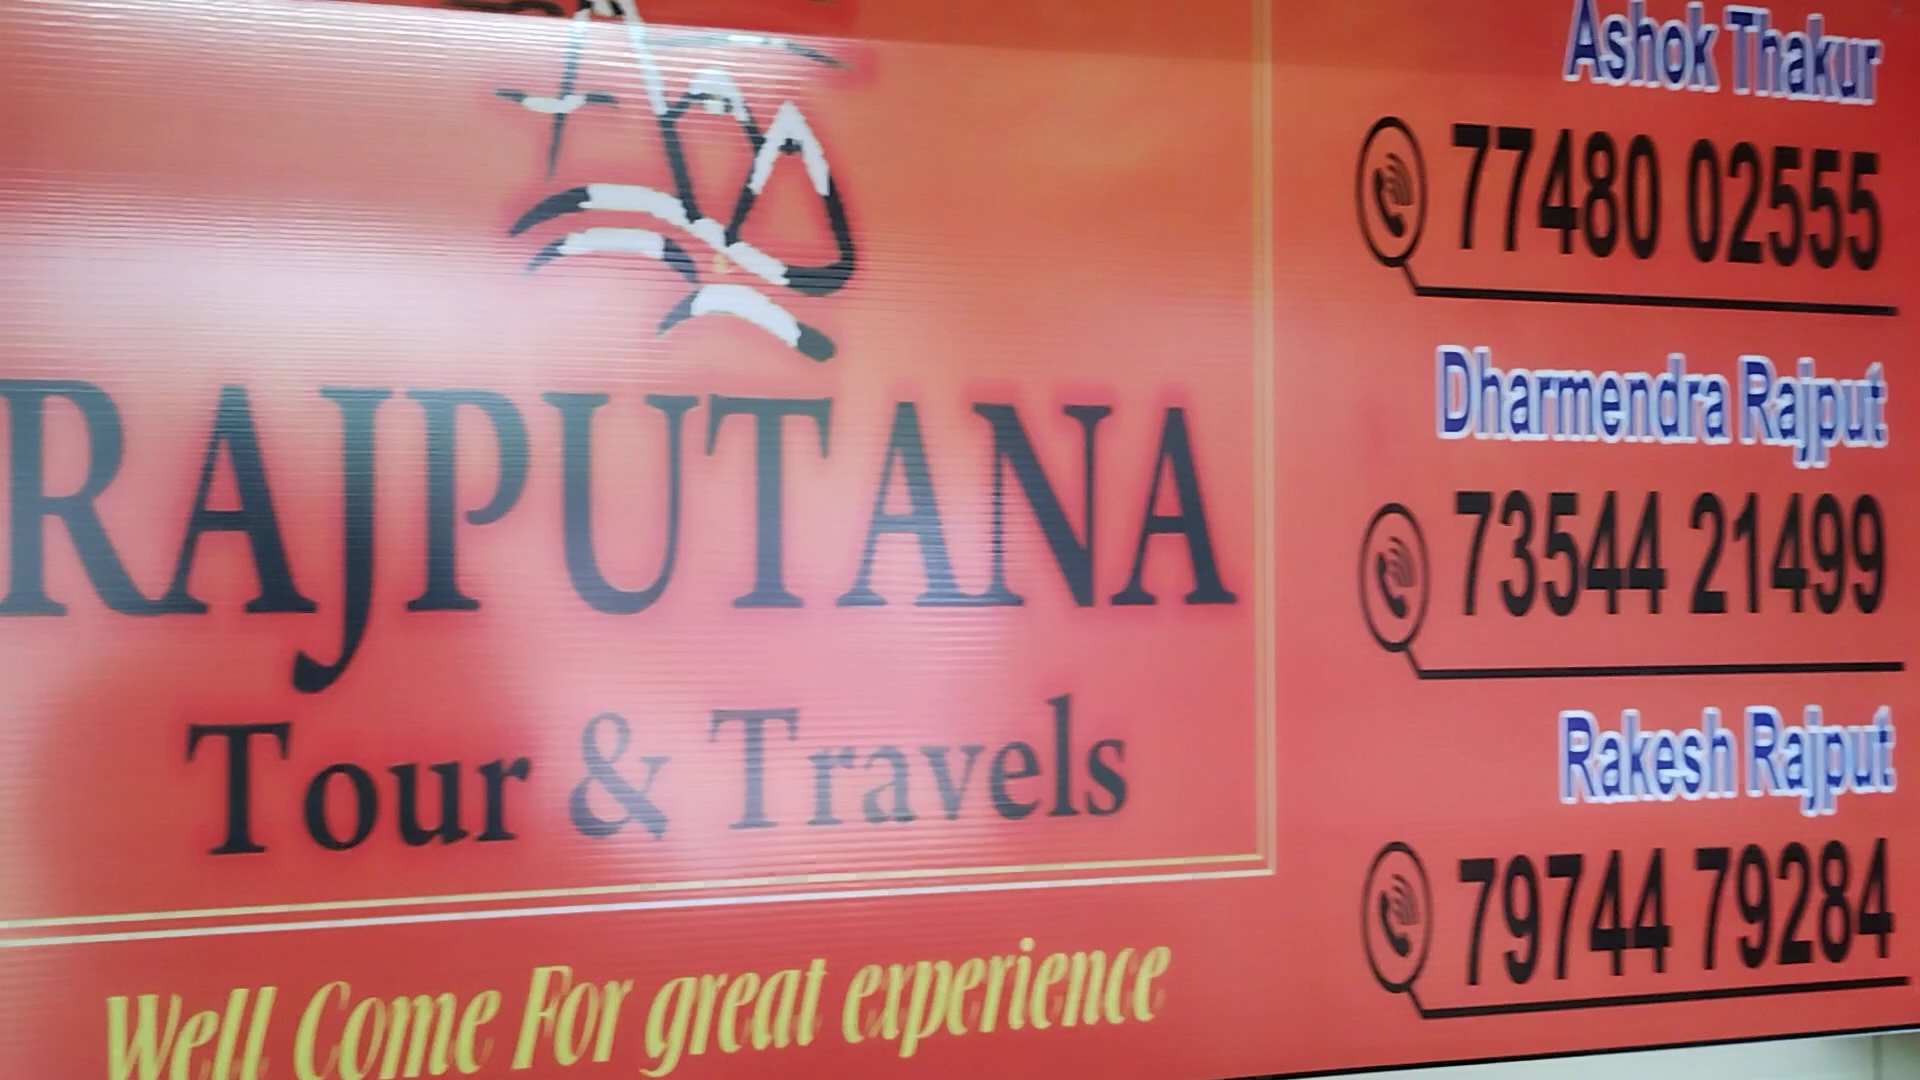 RAJPUTANA
Tour & Travels
Well Come For great experience
Ashok Thakur
77480 02555
Dharmendra Rajput
73544 21499
Rakesh Rajput
79744 79284